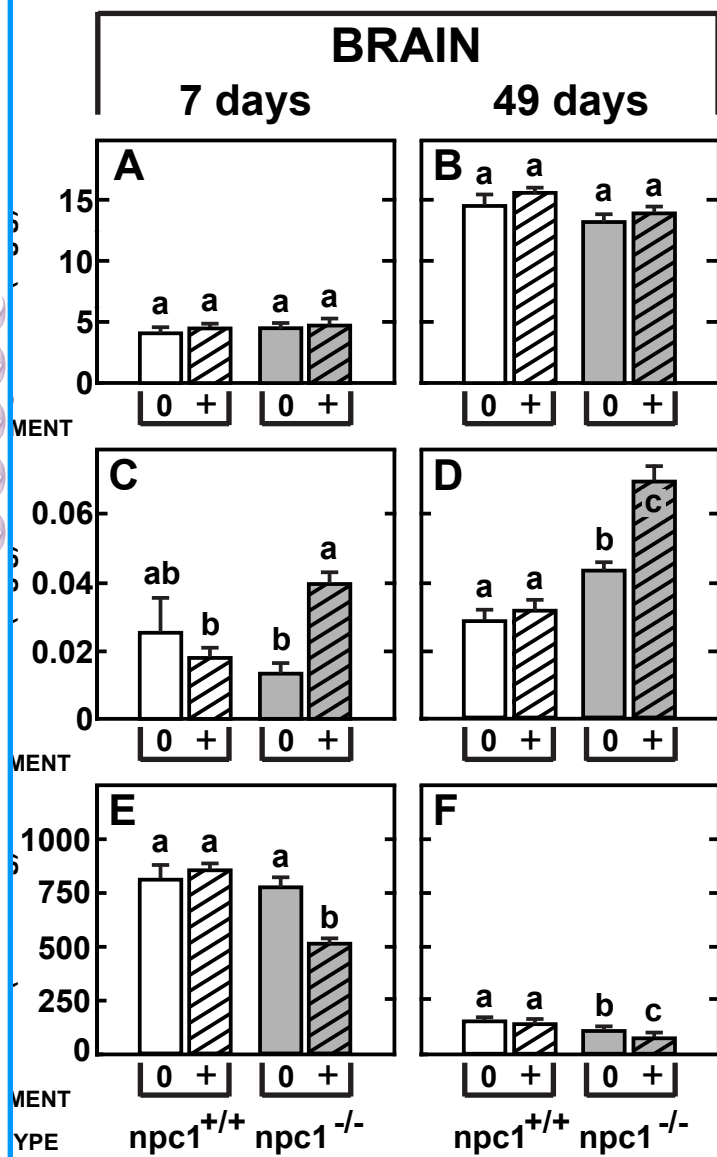 BRAIN
7 days 49 days
A B
a a a a a a a a
15
10
5
0
0 + 0 + 0 + 0 +
MENT
C D
ab b b a a a b c
0.06
0.04
0.02
0
0 + 0 + 0 + 0 +
MENT
E F
a a a b a a b c
1000
750
500
250
0
0 + 0 + 0 + 0 +
MENT
YPE npc1+/+ npc1-/- npc1+/+ npc1-/-